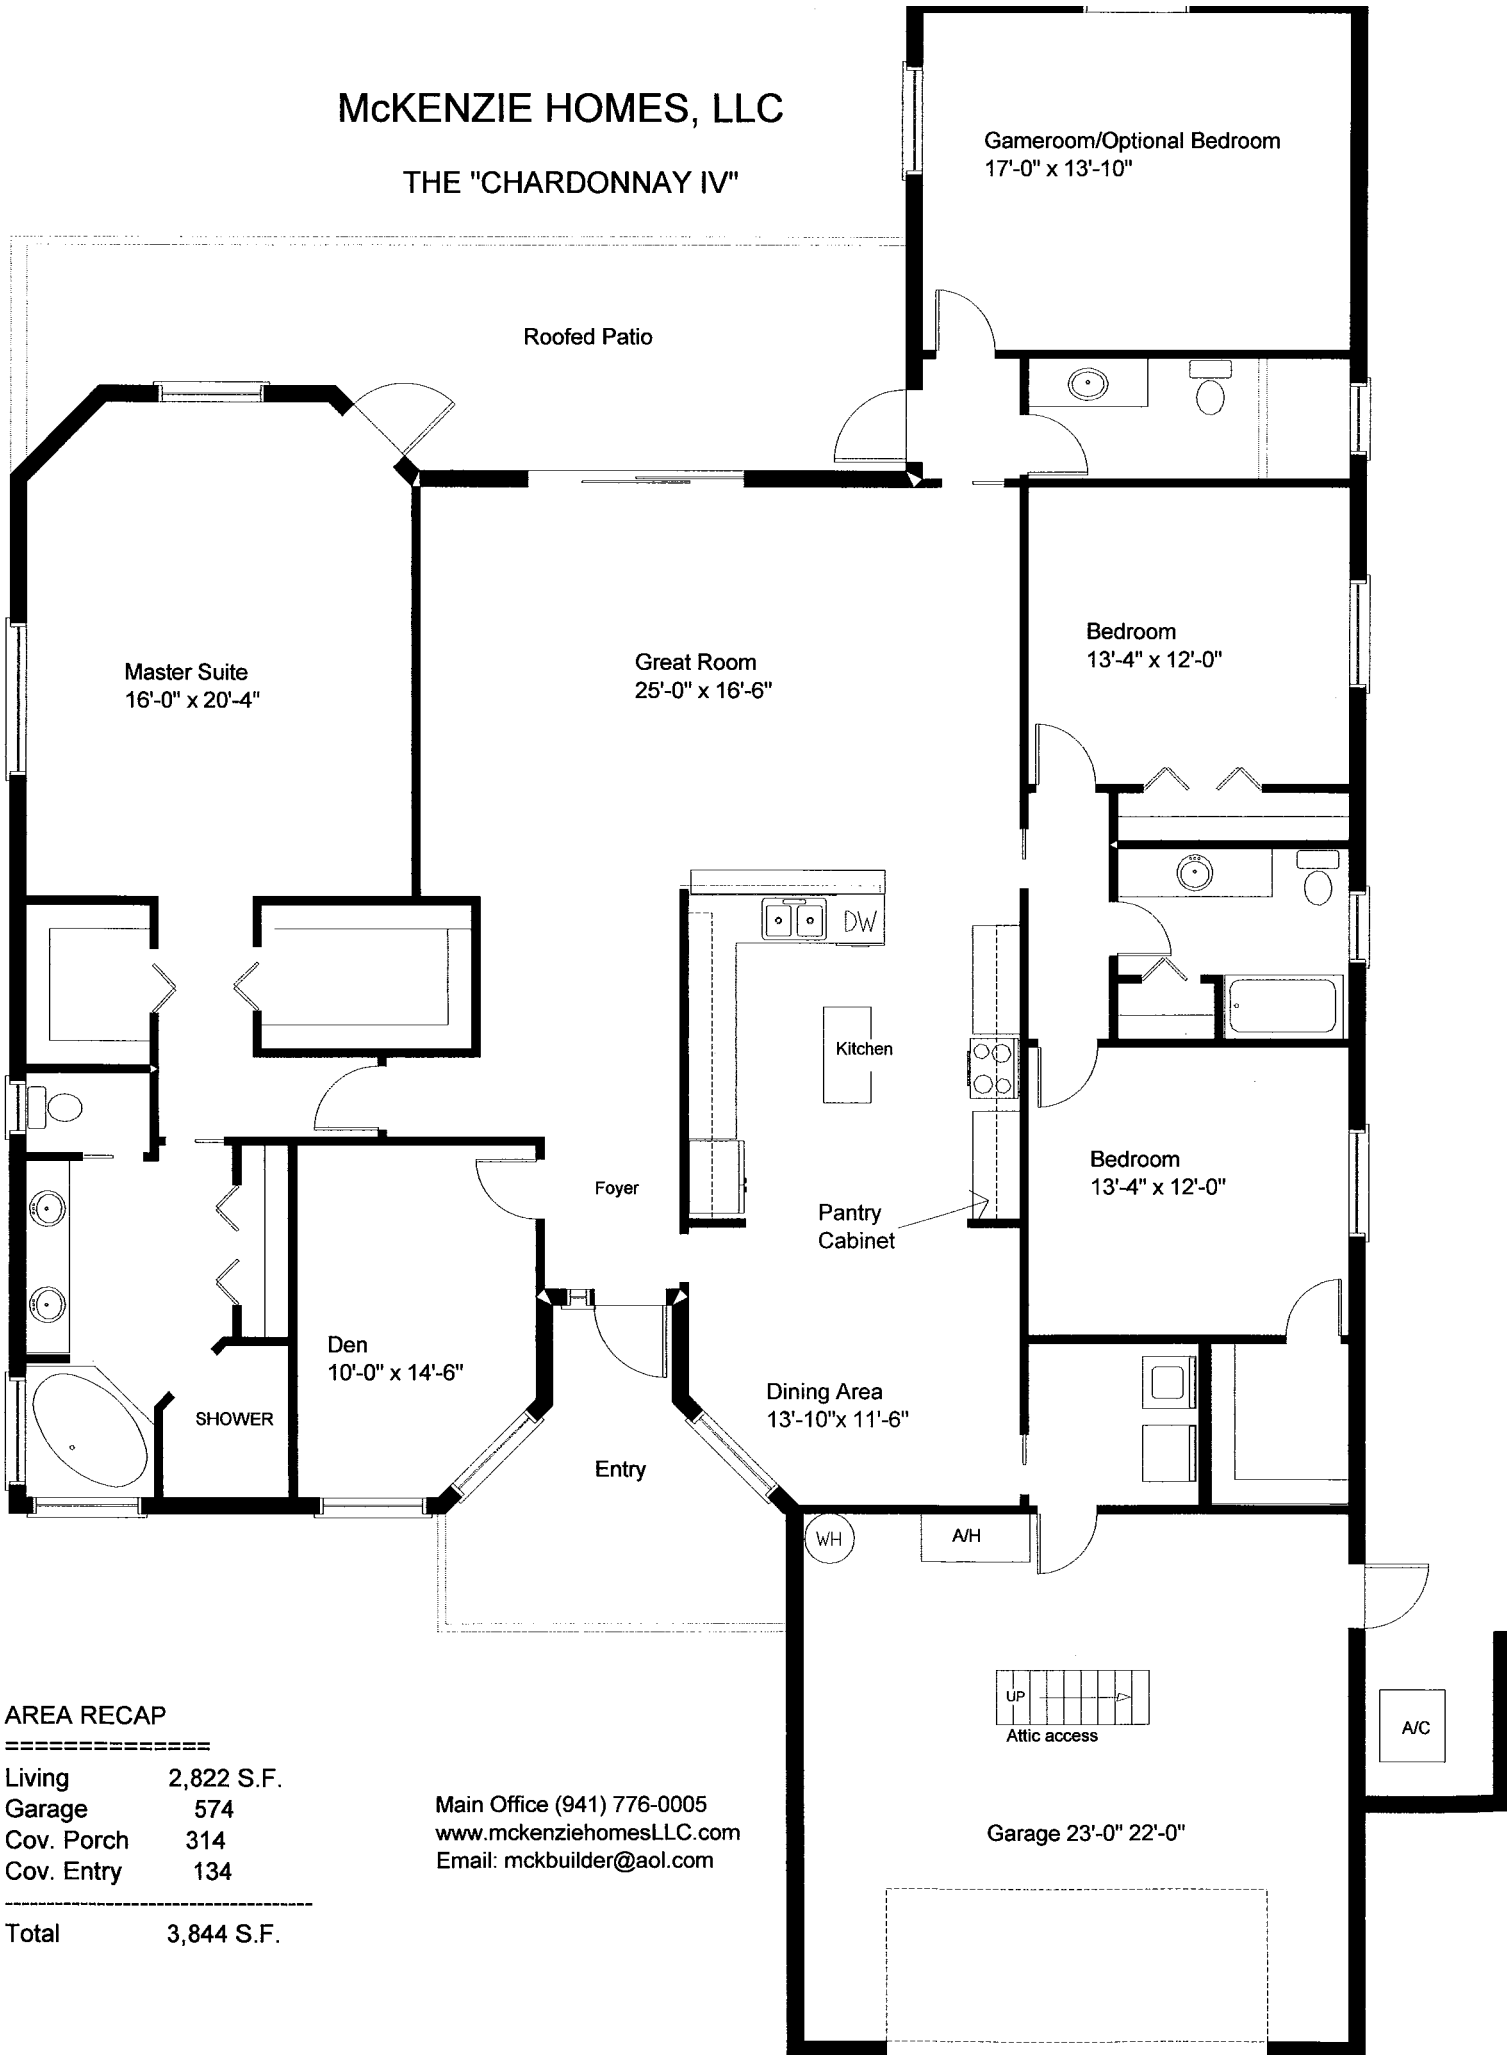 McKENZIE HOMES, LLC
THE "CHARDONNAY IV"
Gameroom/Optional Bedroom
17'-0" x 13'-10"
Roofed Patio
Bedroom
13'-4" x 12'-0"
Great Room
25'-0" x 16'-6"
Master Suite
16'-0" x 20'-4"
DW
Kitchen
Bedroom
13'-4" x 12'-0"
Foyer
Pantry
Cabinet
Den
10'-0" x 14'-6"
Dining Area
13'-10"x 11'-6"
SHOWER
Entry
WH
A/H
UP
Attic access
A/C
Garage 23'-0" 22'-0"
AREA RECAP
==============
Living 2,822 S.F.
Garage 574
Cov. Porch 314
Cov. Entry 134
------------------------------------------
Total 3,844 S.F.
Main Office (941) 776-0005
www.mckenziehomesLLC.com
Email: mckbuilder@aol.com